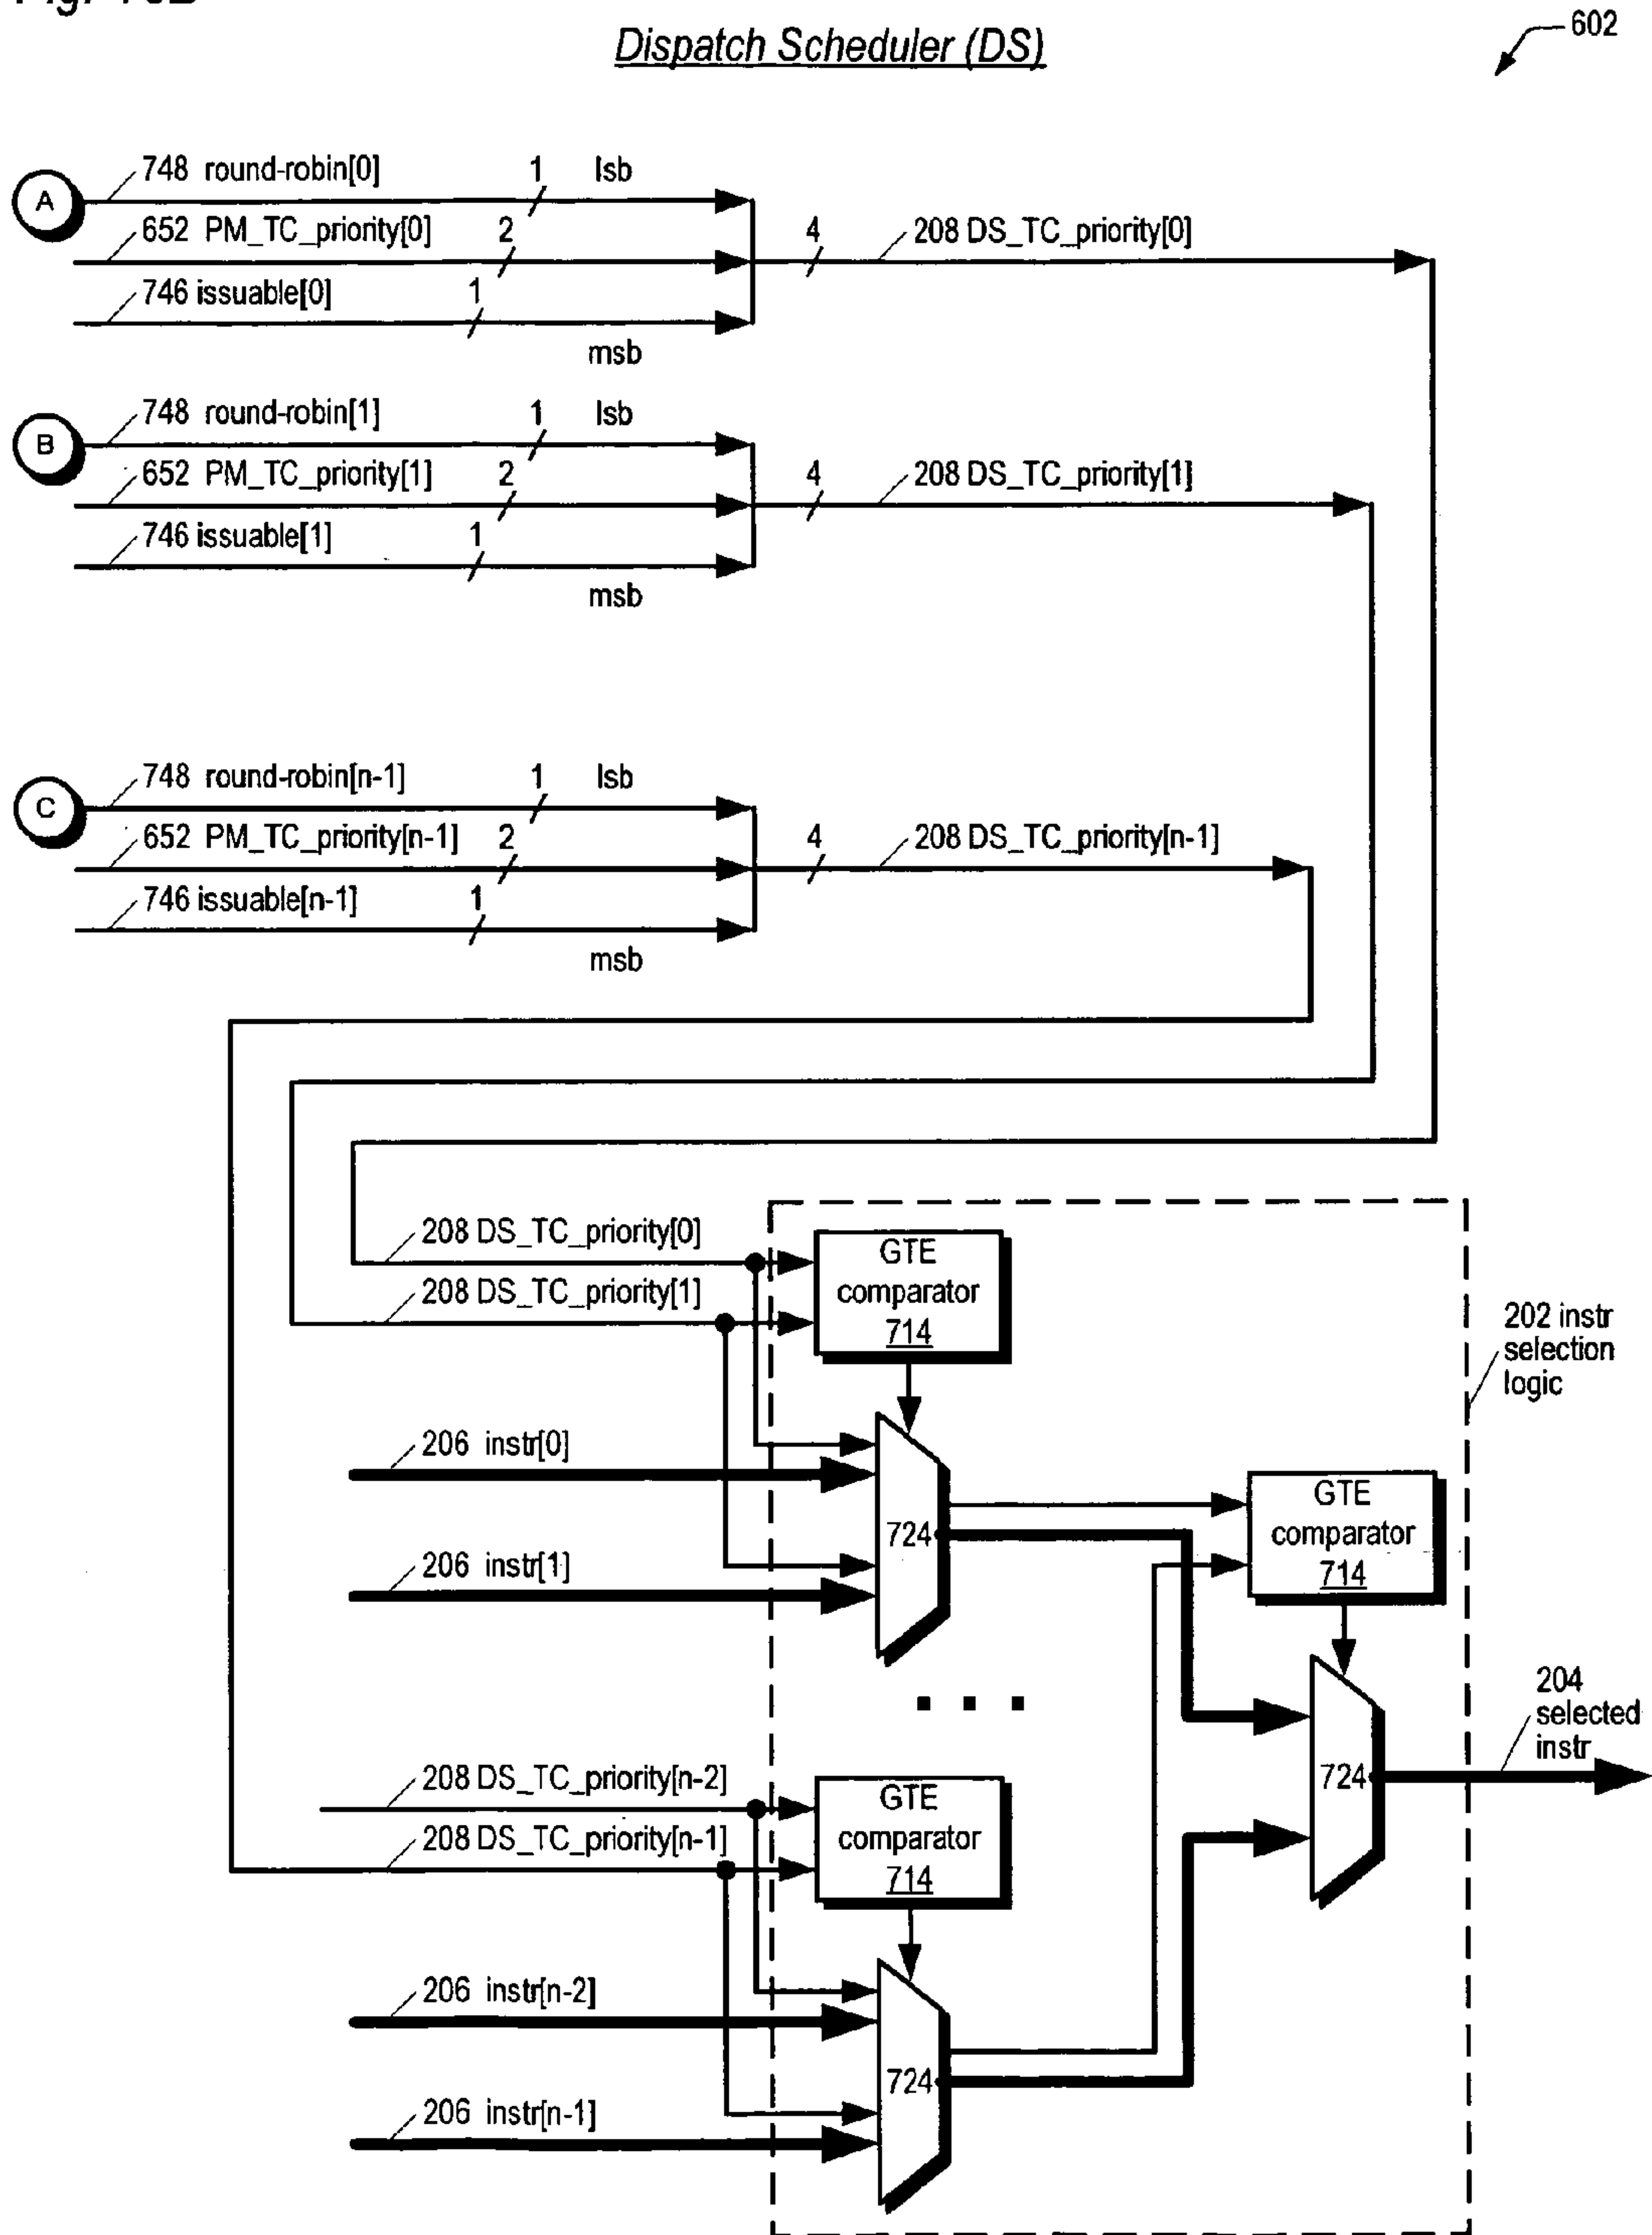 Dispatch Scheduler (DS)
602
A
748 round-robin[0]
1
lsb
652 PM_TC_priority[0]
2
4
208 DS_TC_priority[0]
746 issuable[0]
1
msb
B
748 round-robin[1]
1
lsb
652 PM_TC_priority[1]
2
4
208 DS_TC_priority[1]
746 issuable[1]
1
msb
C
748 round-robin[n-1]
1
lsb
652 PM_TC_priority[n-1]
2
4
208 DS_TC_priority[n-1]
746 issuable[n-1]
1
msb
208 DS_TC_priority[0]
208 DS_TC_priority[1]
GTE
comparator
714
202 instr
selection
logic
206 instr[0]
206 instr[1]
724
GTE
comparator
714
204
selected
instr
724
208 DS_TC_priority[n-2]
208 DS_TC_priority[n-1]
GTE
comparator
714
206 instr[n-2]
206 instr[n-1]
724